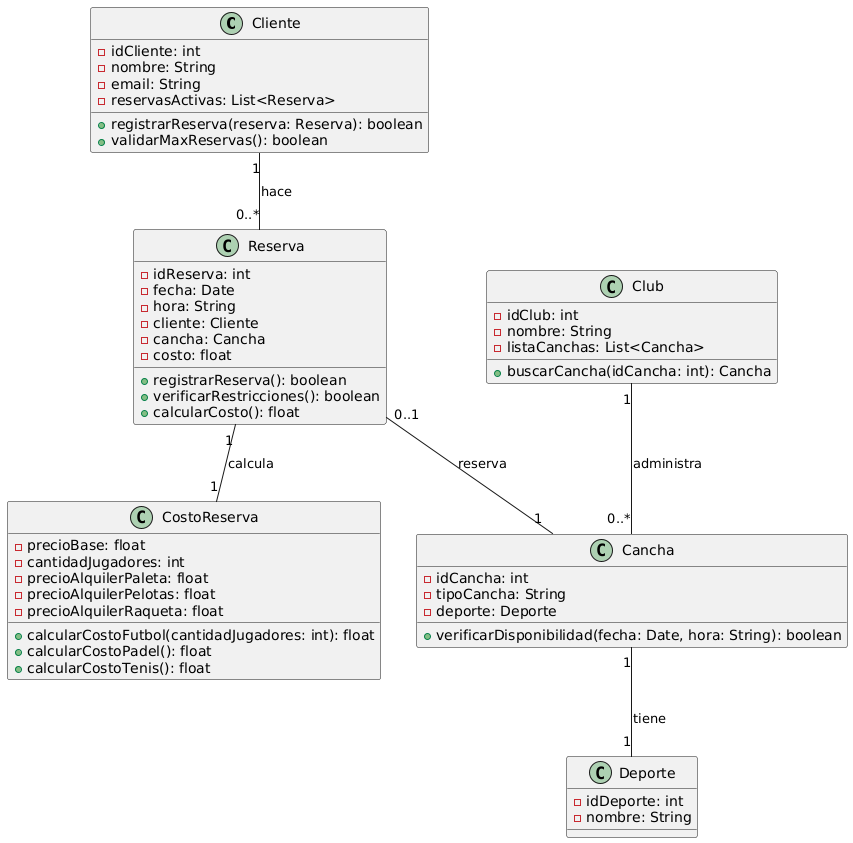 C Cliente
idCliente: int
nombre: String
email: String
reservasActivas: List<Reserva>
registrarReserva(reserva: Reserva): boolean
validarMaxReservas(): boolean
1
hace
0..*
C Reserva
idReserva: int
fecha: Date
hora: String
cliente: Cliente
cancha: Cancha
costo: float
registrarReserva(): boolean
verificarRestricciones(): boolean
calcularCosto(): float
C Club
idClub: int
nombre: String
listaCanchas: List<Cancha>
buscarCancha(idCancha: int): Cancha
1
calcula
1
0..1
reserva
1
1
administra
0..*
C CostoReserva
precioBase: float
cantidadJugadores: int
precioAlquilerPaleta: float
precioAlquilerPelotas: float
precioAlquilerRaqueta: float
calcularCostoFutbol(cantidadJugadores: int): float
calcularCostoPadel(): float
calcularCostoTenis(): float
C Cancha
idCancha: int
tipoCancha: String
deporte: Deporte
verificarDisponibilidad(fecha: Date, hora: String): boolean
1
tiene
1
C Deporte
idDeporte: int
nombre: String